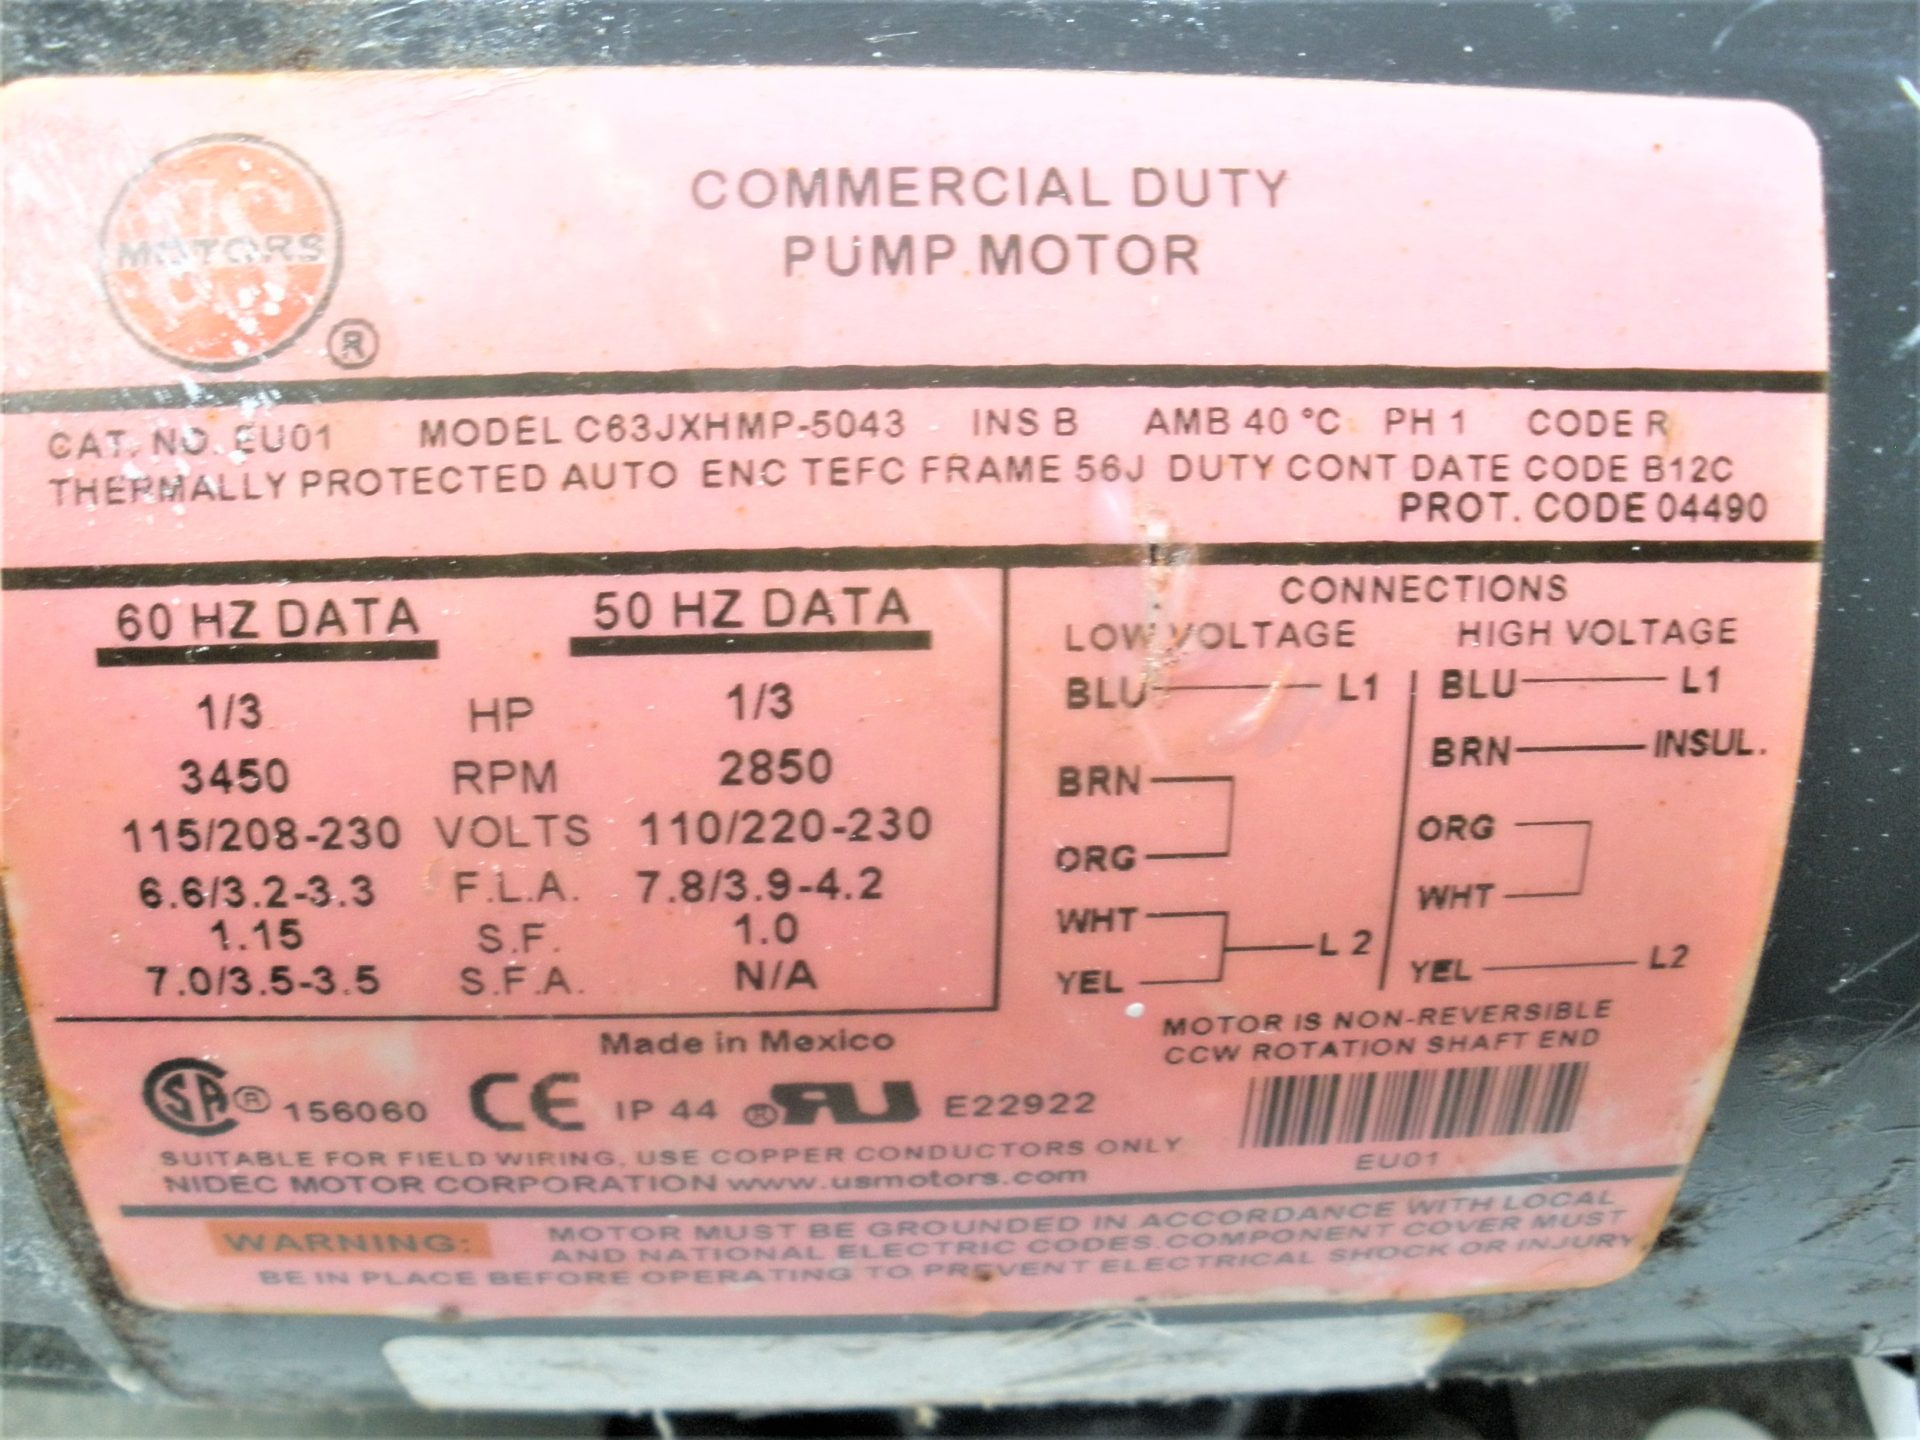 US
MOTORS
®
COMMERCIAL DUTY
PUMP MOTOR
CAT. NO. EU01 MODEL C63JXHMP-5043 INS B AMB 40 °C PH 1 CODE R
THERMALLY PROTECTED AUTO ENC TEFC FRAME 56J DUTY CONT DATE CODE B12C
PROT. CODE 04490
60 HZ DATA 50 HZ DATA
1/3 HP 1/3
3450 RPM 2850
115/208-230 VOLTS 110/220-230
6.6/3.2-3.3 F.L.A. 7.8/3.9-4.2
1.15 S.F. 1.0
7.0/3.5-3.5 S.F.A. N/A
CONNECTIONS
LOW VOLTAGE HIGH VOLTAGE
BLU L1 BLU L1
BRN BRN INSUL.
ORG ORG
WHT L2 WHT
YEL YEL L2
MOTOR IS NON-REVERSIBLE
CCW ROTATION SHAFT END
Made in Mexico
SA ® 156060 CE IP 44 ® RU E22922
EU01
SUITABLE FOR FIELD WIRING, USE COPPER CONDUCTORS ONLY
NIDEC MOTOR CORPORATION www.usmotors.com
WARNING: MOTOR MUST BE GROUNDED IN ACCORDANCE WITH LOCAL
AND NATIONAL ELECTRIC CODES. COMPONENT COVER MUST
BE IN PLACE BEFORE OPERATING TO PREVENT ELECTRICAL SHOCK OR INJURY